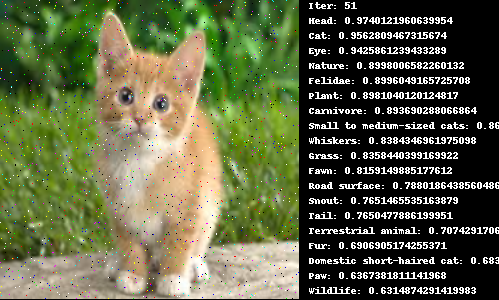 Iter: 51
Head: 0.9740121960639954
Cat: 0.9562809467315674
Eye: 0.9425861239433289
Nature: 0.8998006582260132
Felidae: 0.8996049165725708
Plant: 0.8981040120124817
Carnivore: 0.893690288066864
Small to medium-sized cats: 0.86
Whiskers: 0.8384346961975098
Grass: 0.8358440399169922
Fawn: 0.8159149885177612
Road surface: 0.7880186438560486
Snout: 0.7651465535163879
Tail: 0.7650477886199951
Terrestrial animal: 0.7074291706
Fur: 0.6906905174255371
Domestic short-haired cat: 0.683
Paw: 0.6367381811141968
Wildlife: 0.6314874291419983